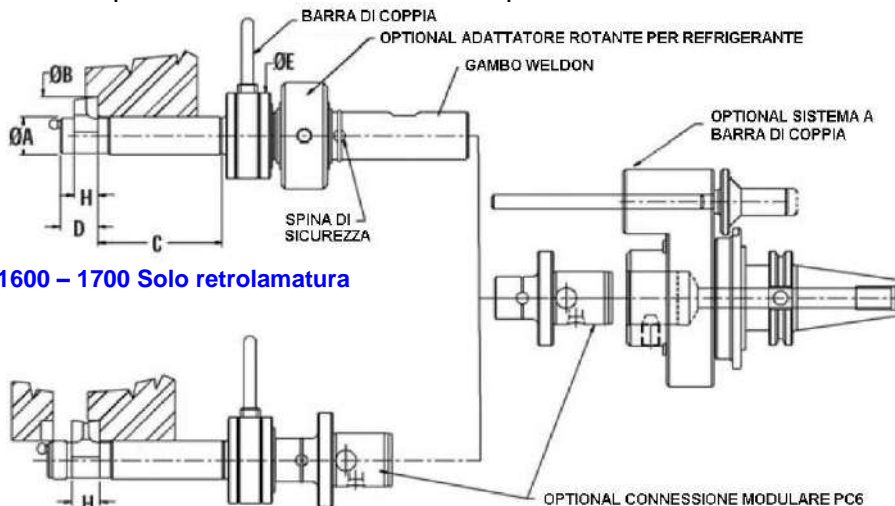 BARRA DI COPPIA
OPTIONAL ADATTATORE ROTANTE PER REFRIGERANTE
GAMBO WELDON
ØB
ØE
ØA
OPTIONAL SISTEMA A
BARRA DI COPPIA
H
D
C
SPINA DI
SICUREZZA
1600 – 1700 Solo retrolamatura
H
OPTIONAL CONNESSIONE MODULARE PC6